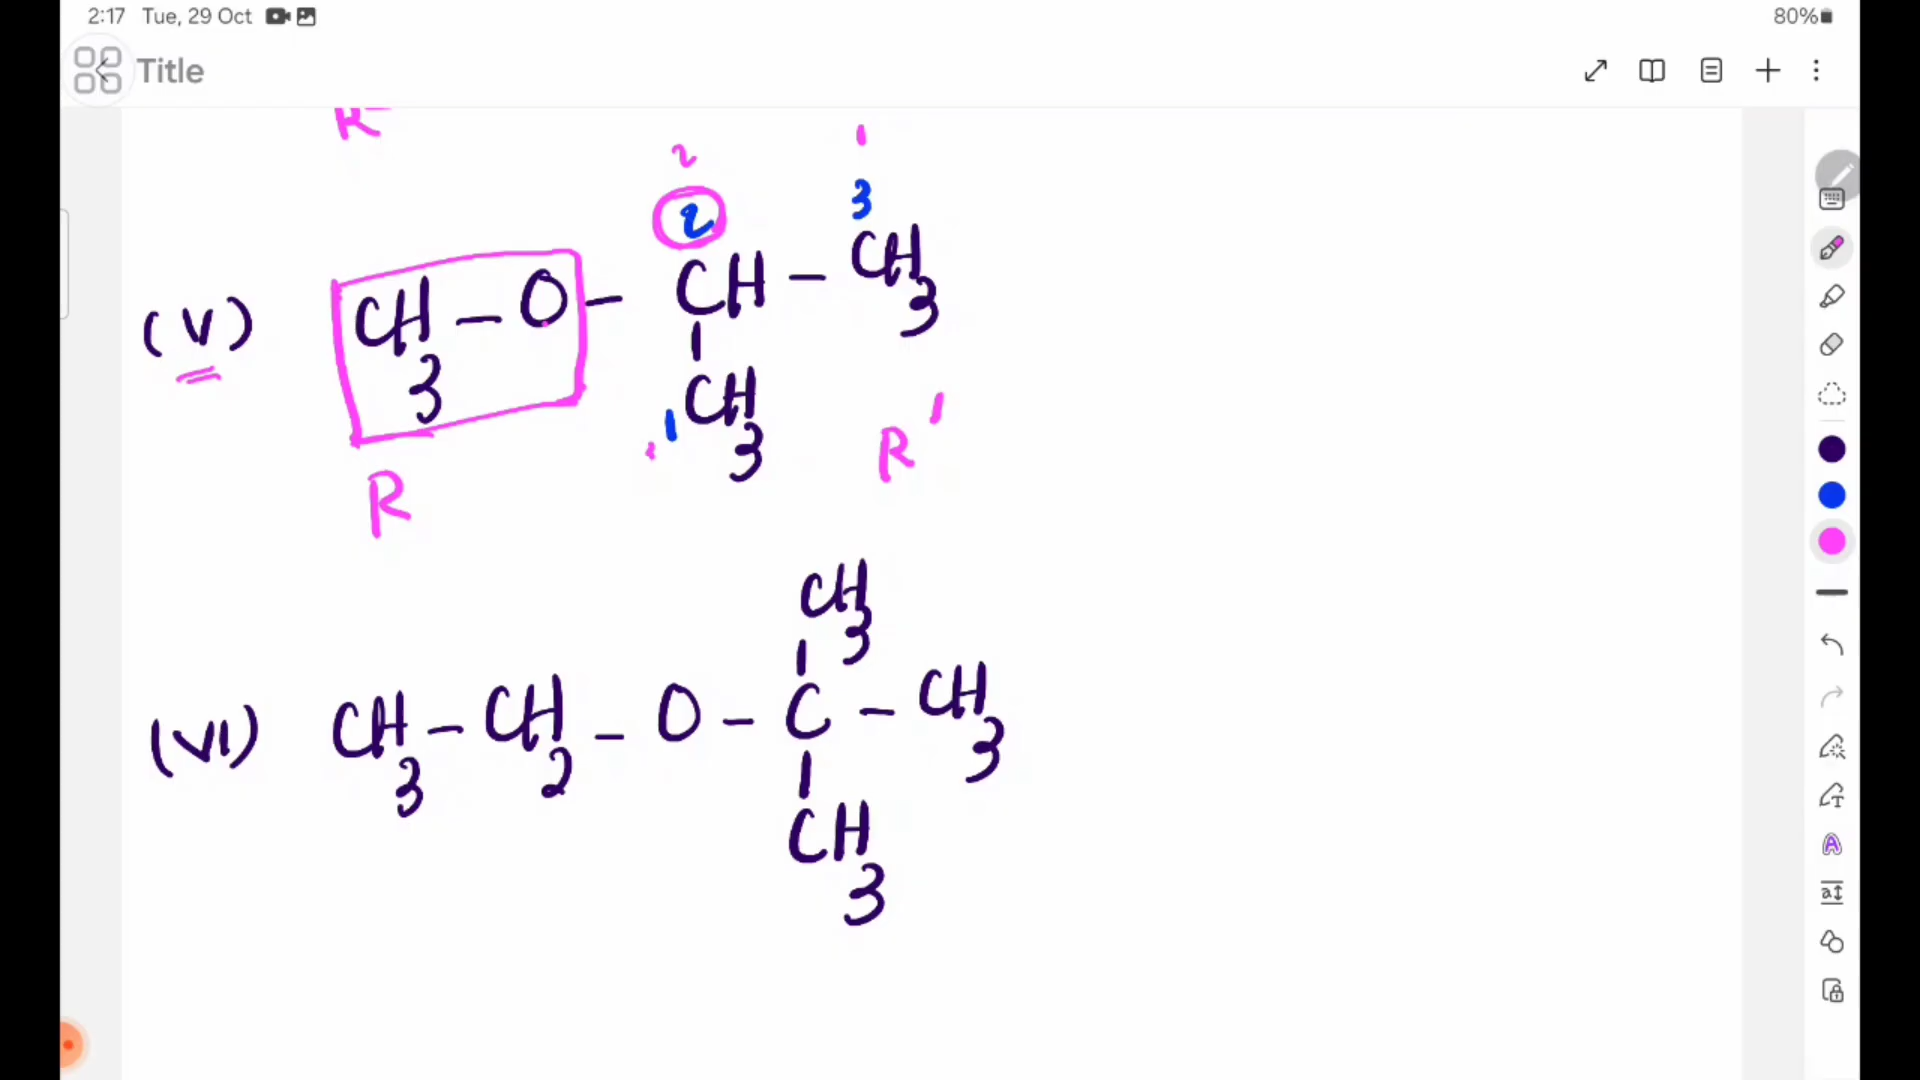 2:17 Tue, 29 Oct
80%
Title
R
2 1
2 3
(V) CH3 – O – CH – CH3
1 CH3
1
R
R'
CH3
(VI) CH3 – CH2 – O – C – CH3
CH3